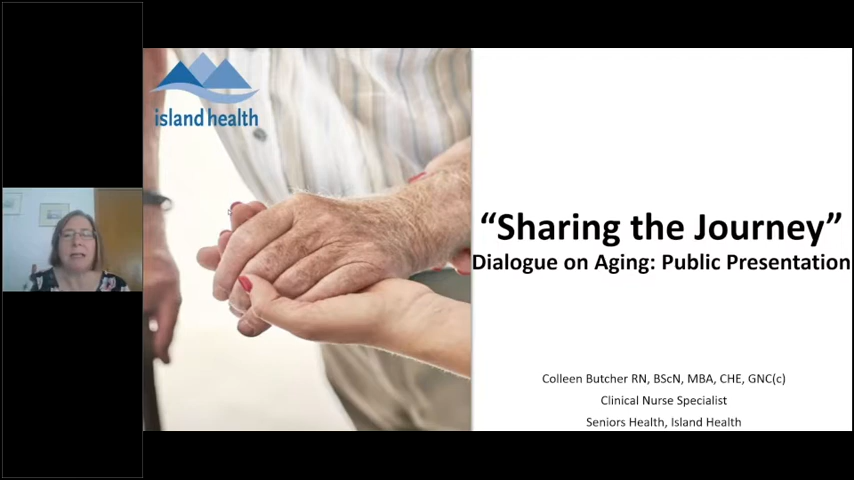 island health
“Sharing the Journey”
Dialogue on Aging: Public Presentation
Colleen Butcher RN, BScN, MBA, CHE, GNC(c)
Clinical Nurse Specialist
Seniors Health, Island Health